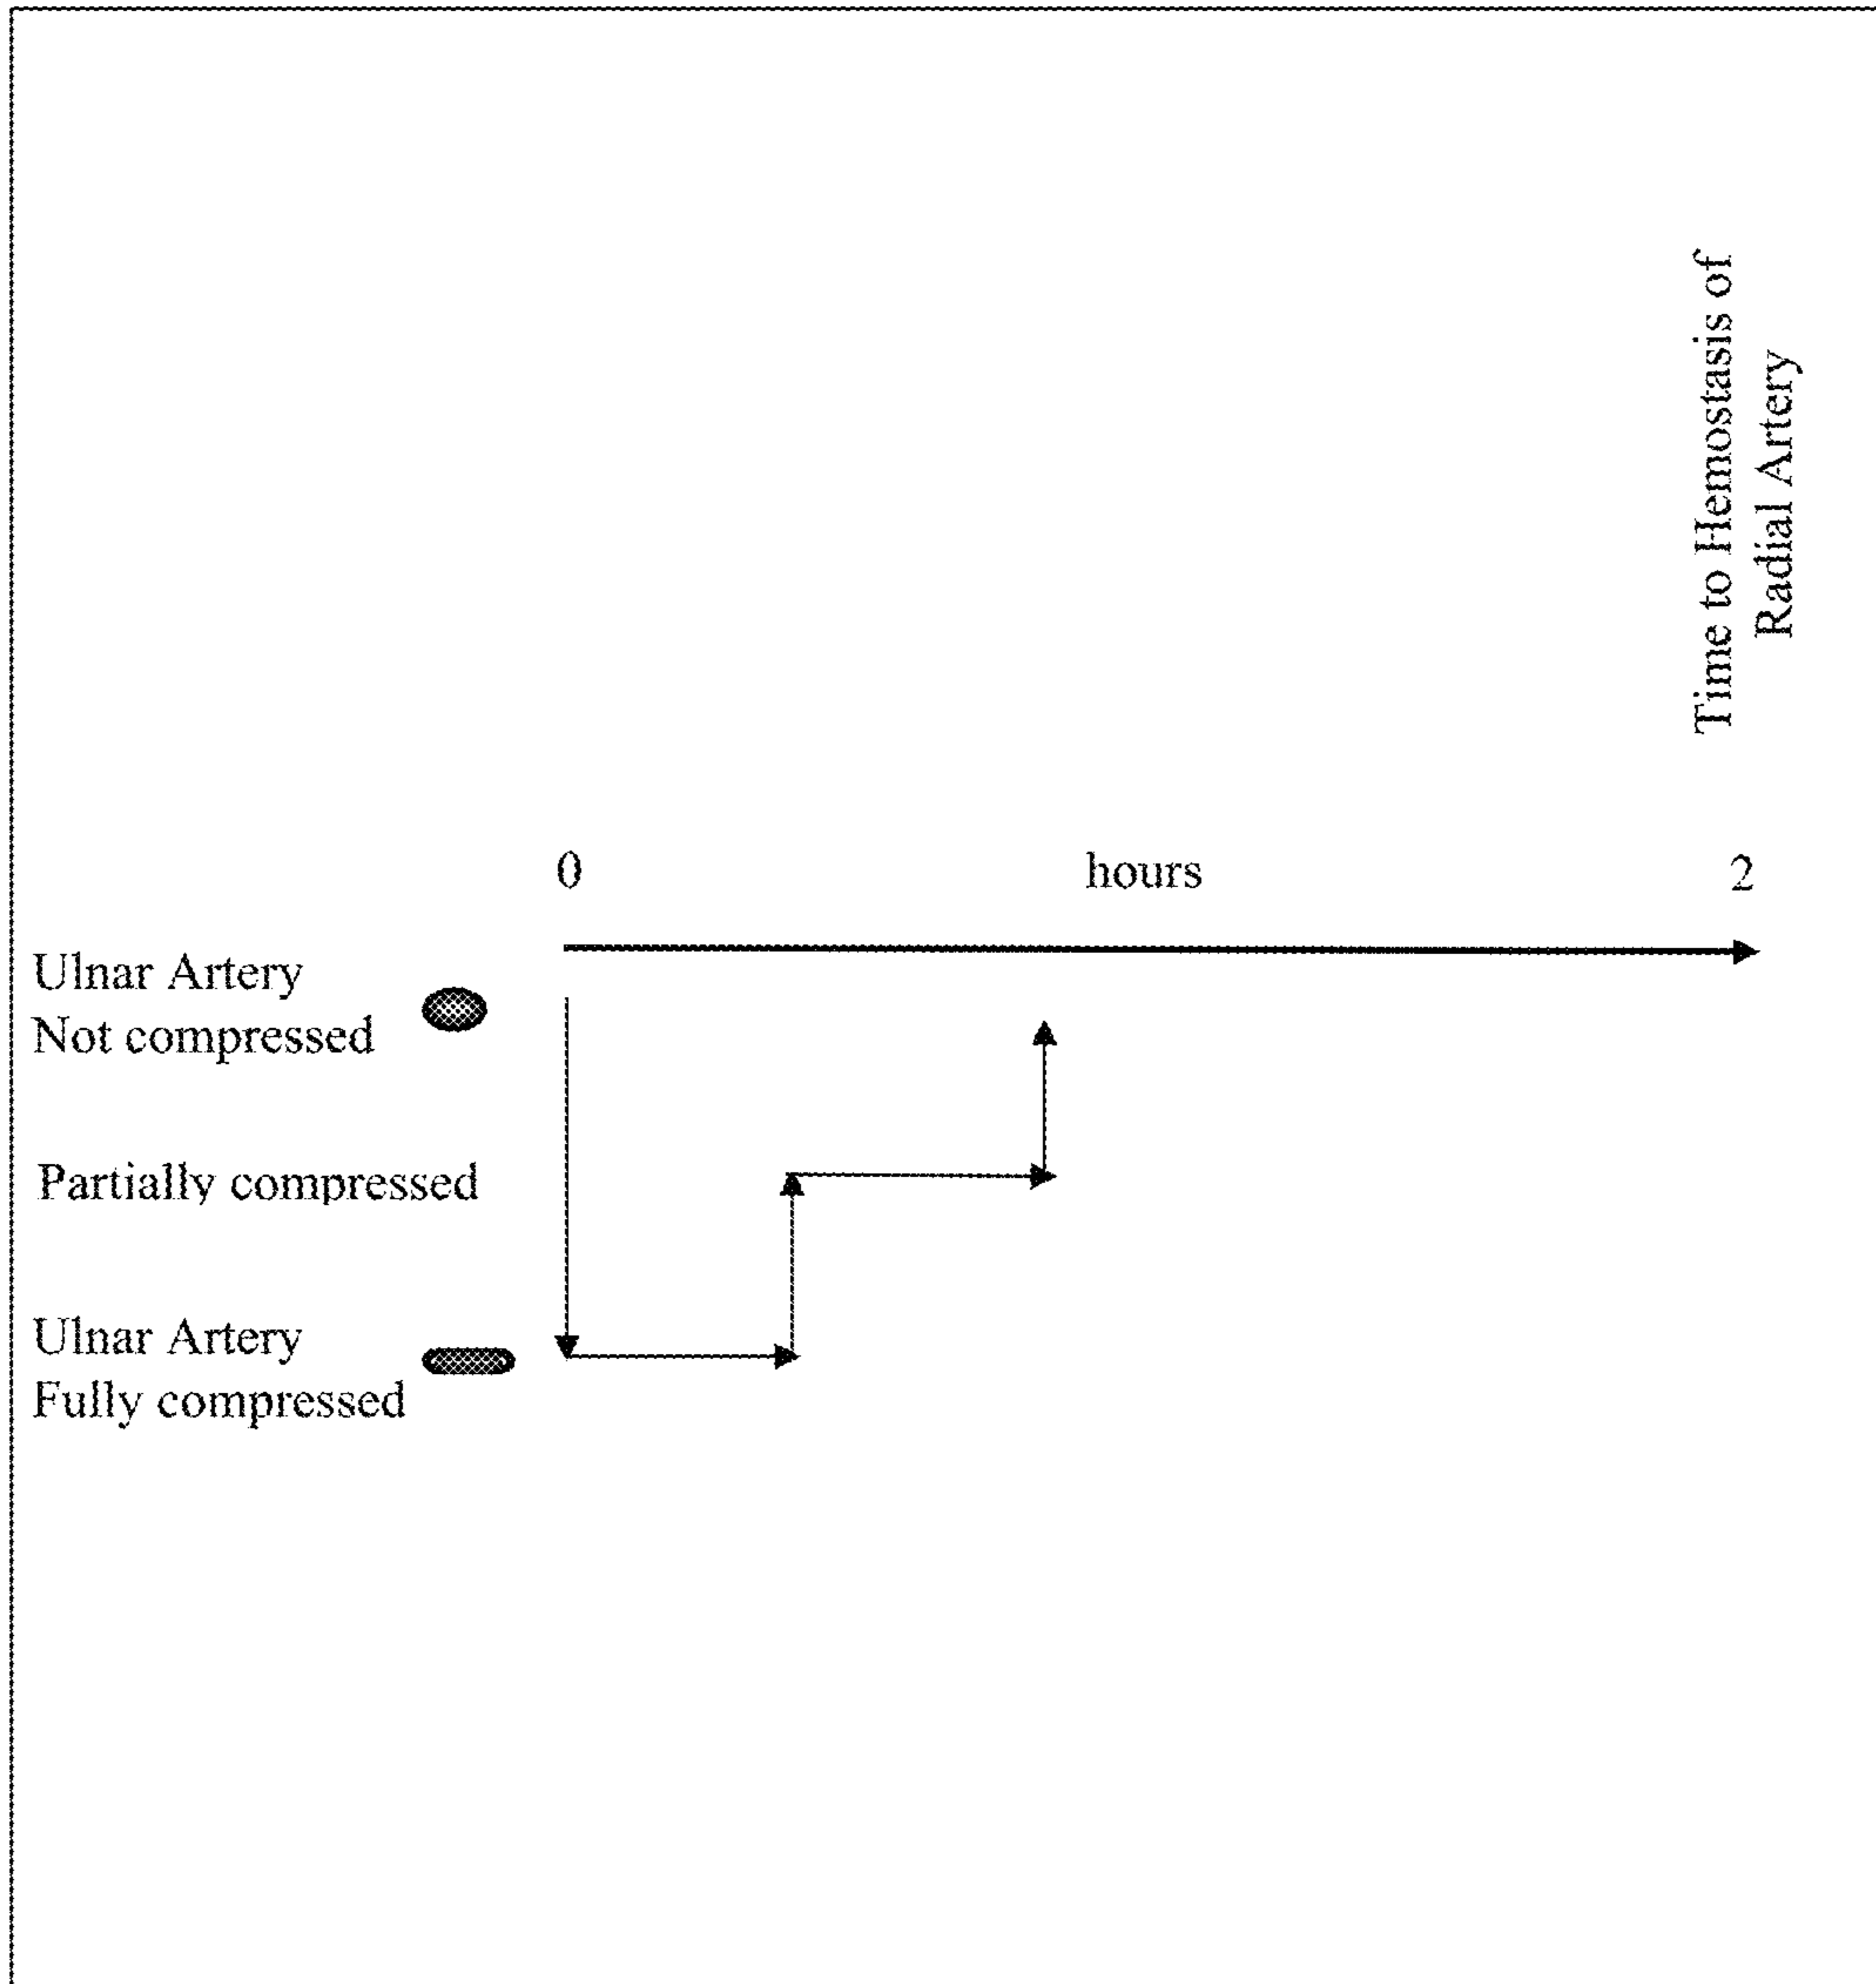 Time to Hemostasis of
Radial Artery
0 hours 2
Ulnar Artery
Not compressed
Partially compressed
Ulnar Artery
Fully compressed